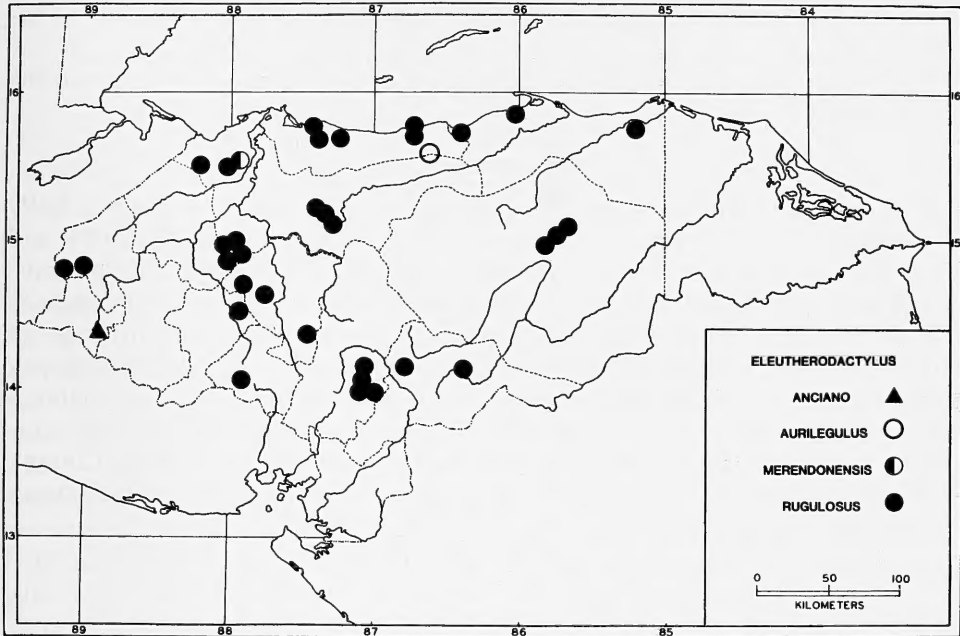 89 88 87 86 85 84
16 16
15 15
14
13
ELEUTHERODACTYLUS
ANCIANO
AURILEGULUS
MERENDONENSIS
RUGULOSUS
0 50 100
KILOMETERS
89 88 87 86 85 84